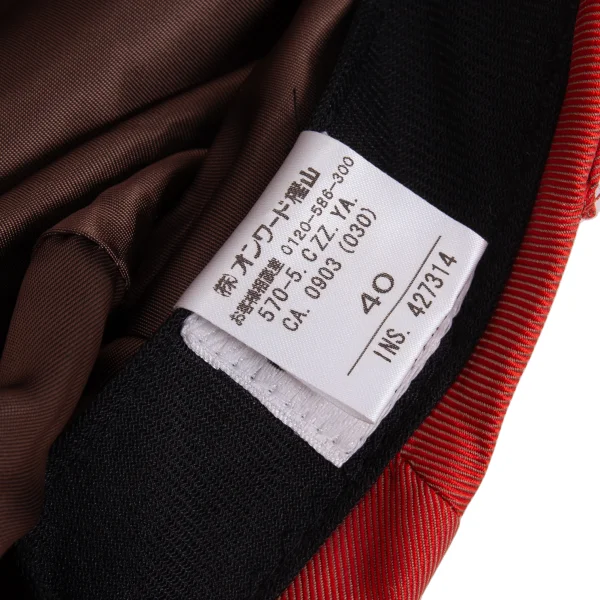 (株)オンワード樫山
お客様相談室 0120-586-300
570-5. CZZ. YA.
CA. 0903 (030)
40
INS. 427314